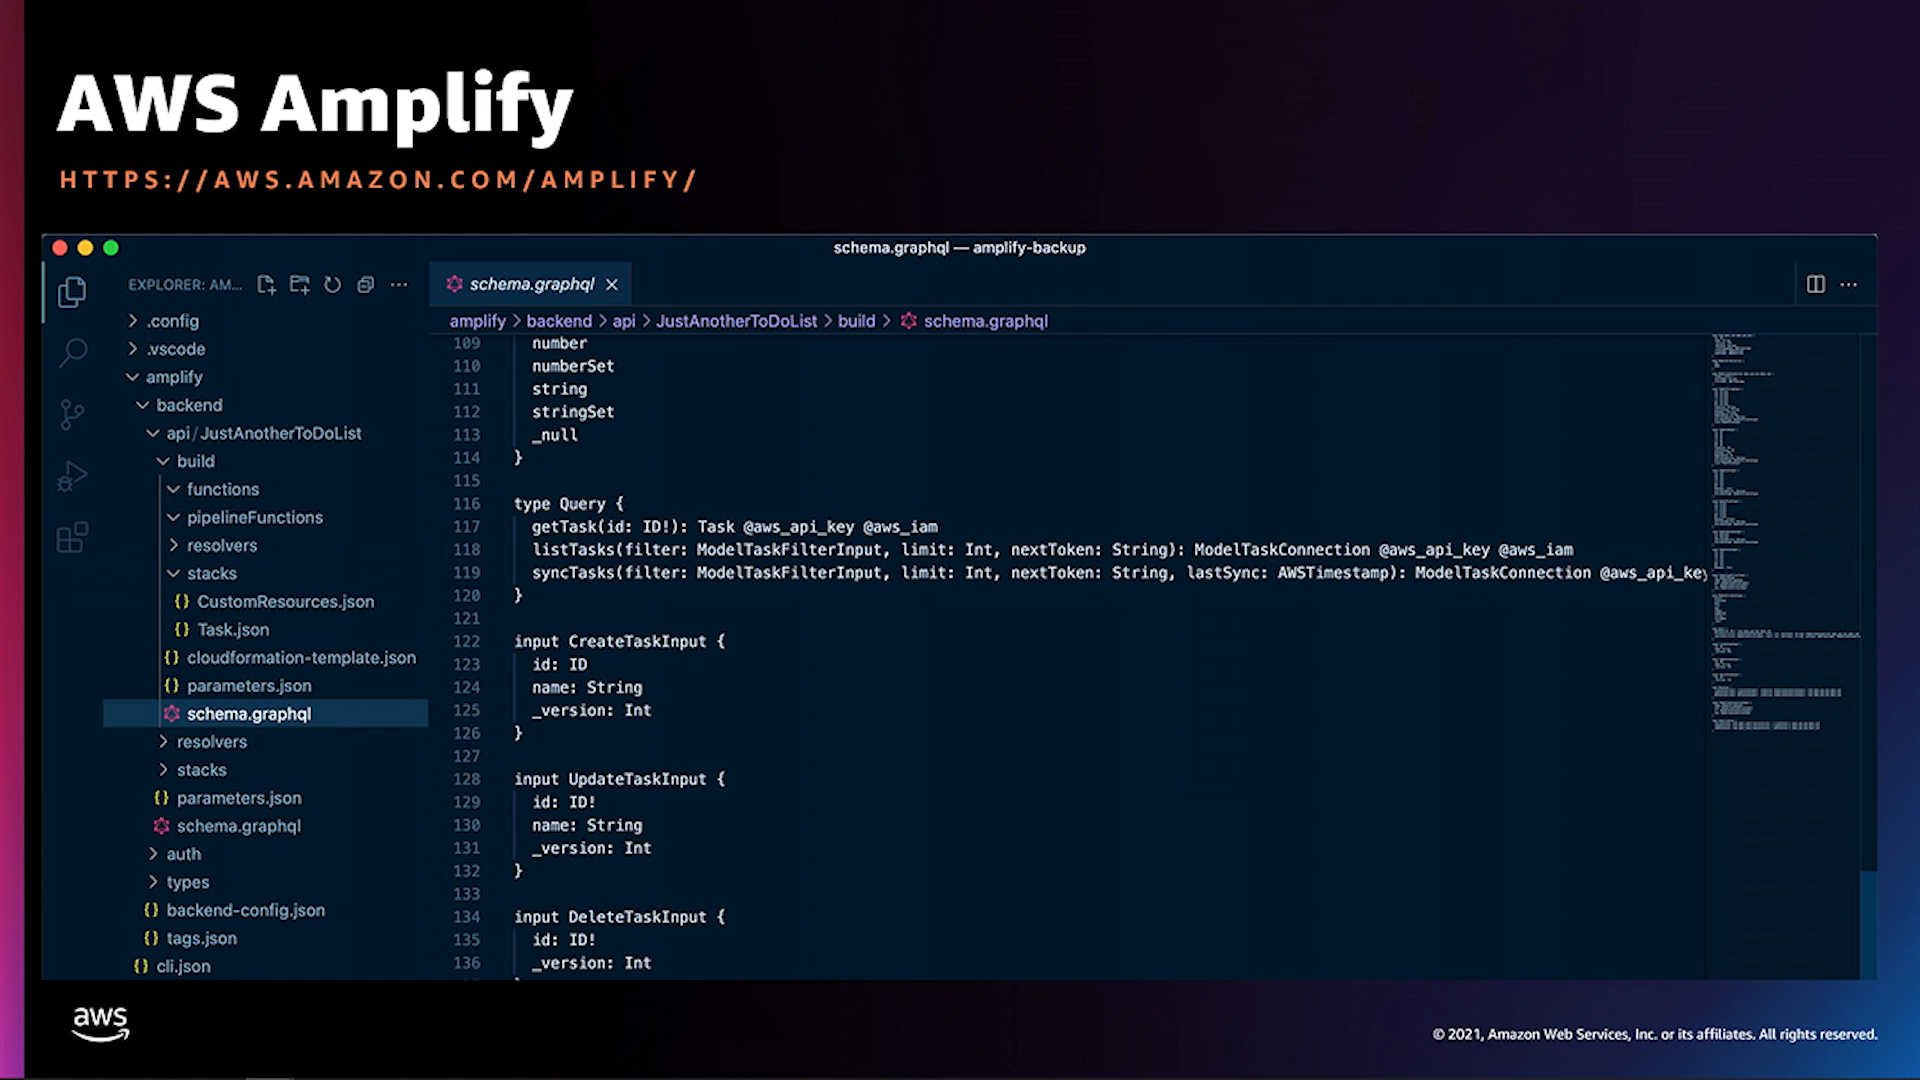 AWS Amplify
HTTPS://AWS.AMAZON.COM/AMPLIFY/
schema.graphql — amplify-backup
EXPLORER: AM...
.config
.vscode
amplify
backend
api/JustAnotherToDoList
build
functions
pipelineFunctions
resolvers
stacks
{} CustomResources.json
{} Task.json
{} cloudformation-template.json
{} parameters.json
schema.graphql
resolvers
stacks
{} parameters.json
schema.graphql
auth
types
{} backend-config.json
{} tags.json
{} cli.json
schema.graphql
amplify > backend > api > JustAnotherToDoList > build > schema.graphql
109 number
110 numberSet
111 string
112 stringSet
113 _null
114 }
115
116 type Query {
117 getTask(id: ID!): Task @aws_api_key @aws_iam
118 listTasks(filter: ModelTaskFilterInput, limit: Int, nextToken: String): ModelTaskConnection @aws_api_key @aws_iam
119 syncTasks(filter: ModelTaskFilterInput, limit: Int, nextToken: String, lastSync: AWSTimestamp): ModelTaskConnection @aws_api_key
120 }
121
122 input CreateTaskInput {
123 id: ID
124 name: String
125 _version: Int
126 }
127
128 input UpdateTaskInput {
129 id: ID!
130 name: String
131 _version: Int
132 }
133
134 input DeleteTaskInput {
135 id: ID!
136 _version: Int
aws
© 2021, Amazon Web Services, Inc. or its affiliates. All rights reserved.